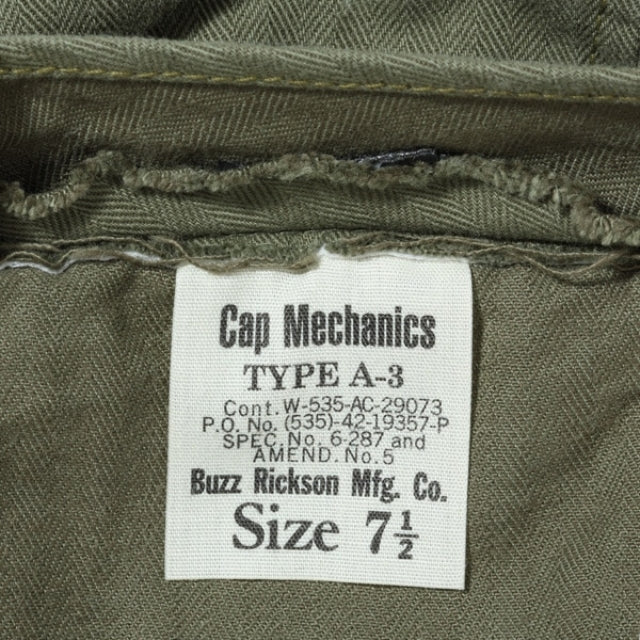 Cap Mechanics
TYPE A-3
Cont. W-535-AC-29073
P.O. No. (535)-42-19357-P
SPEC. No. 6-287 and
AMEND. No. 5
Buzz Rickson Mfg. Co.
Size 7 1/2